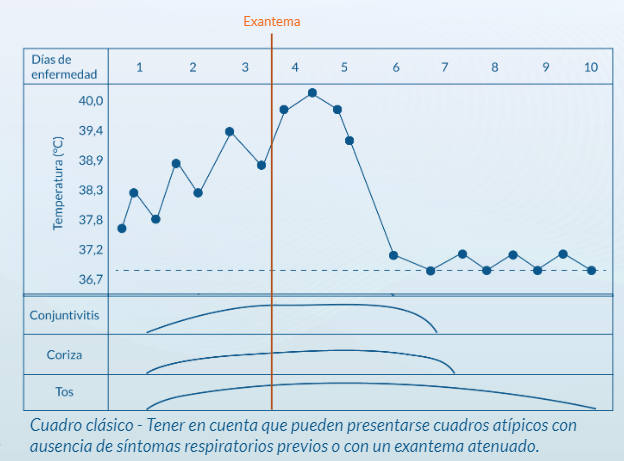 Exantema
Días de
enfermedad
1 2 3 4 5 6 7 8 9 10
Temperatura (°C)
40,0
39,4
38,9
38,3
37,8
37,2
36,7
Conjuntivitis
Coriza
Tos
Cuadro clásico - Tener en cuenta que pueden presentarse cuadros atípicos con
ausencia de síntomas respiratorios previos o con un exantema atenuado.